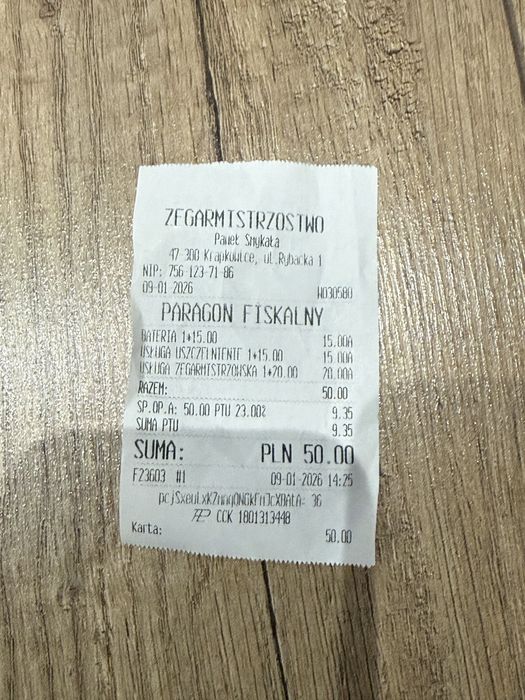 ZEGARMISTRZOSTWO
Paweł Smykała
47-300 Krapkowice, ul.Rybacka 1
NIP: 756-123-71-86
09-01-2026 W030580
PARAGON FISKALNY
BATERIA 1*15.00 15.00A
USŁUGA USZCZELNIENIE 1*15.00 15.00A
USŁUGA ZEGARMISTRZOWSKA 1*20.00 20.00A
RAZEM: 50.00
SP.OP.A: 50.00 PTU 23.00% 9.35
SUMA PTU 9.35
SUMA: PLN 50.00
F23603 #1 09-01-2026 14:25
36
CCK 1801313448
Karta: 50.00